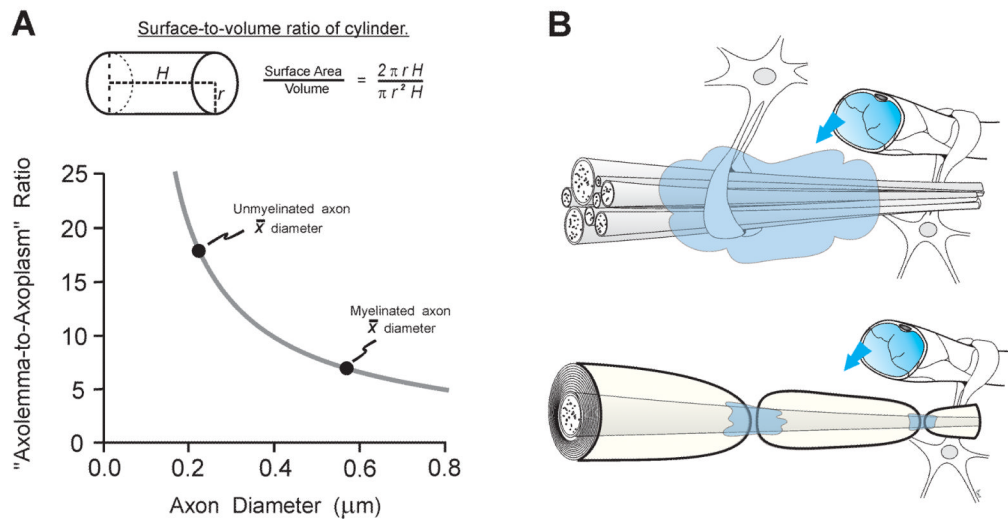 A
Surface-to-volume ratio of cylinder.
H
r
Surface Area
Volume
=
2 π r H
π r² H
"Axolemma-to-Axoplasm" Ratio
25
20
15
10
5
0
Unmyelinated axon
x̄ diameter
Myelinated axon
x̄ diameter
0.0 0.2 0.4 0.6 0.8
Axon Diameter (μm)
B